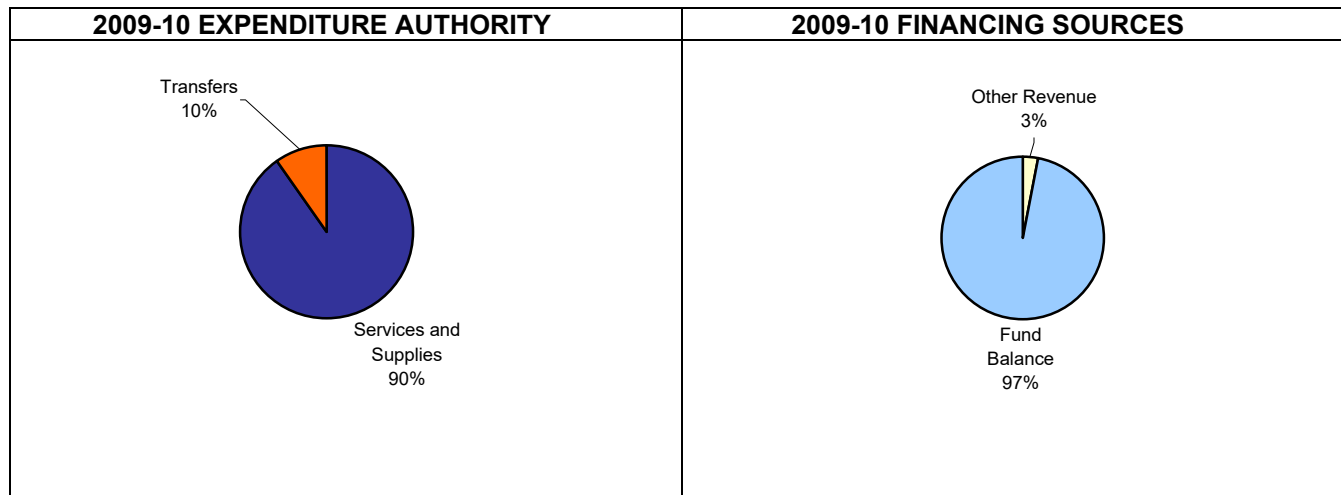 2009-10 EXPENDITURE AUTHORITY
Transfers
10%
Services and
Supplies
90%
2009-10 FINANCING SOURCES
Other Revenue
3%
Fund
Balance
97%